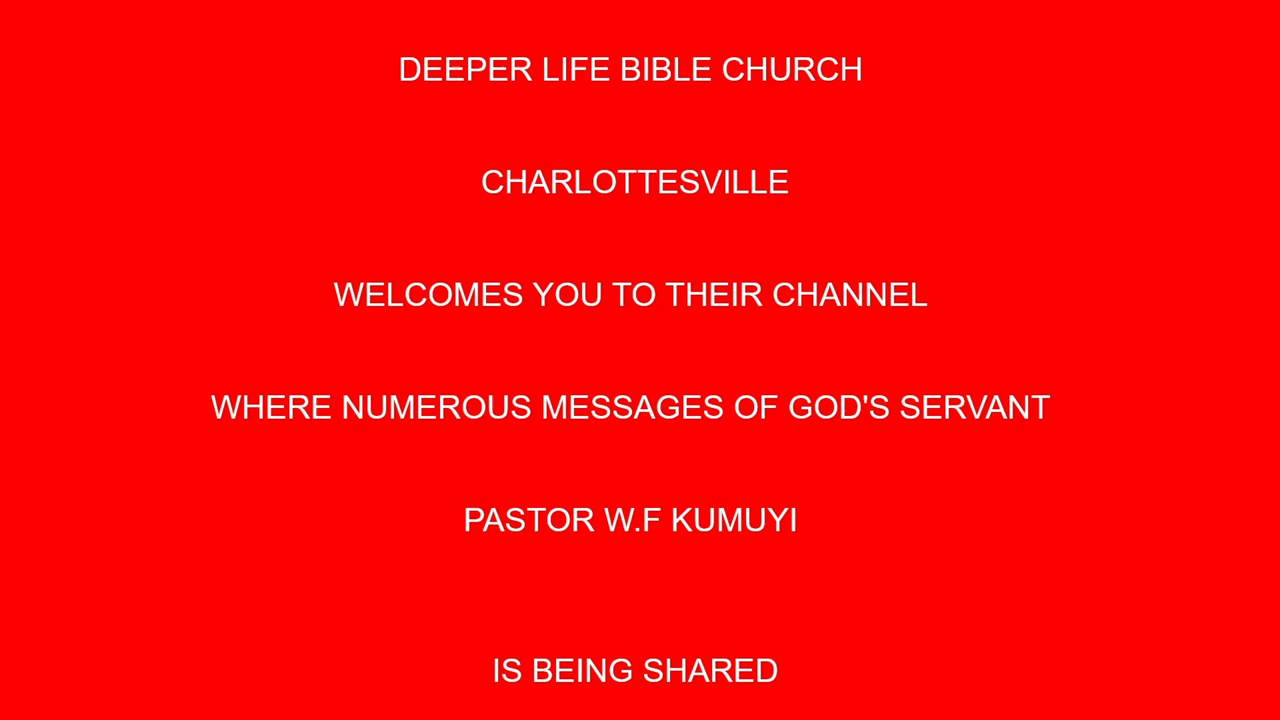 DEEPER LIFE BIBLE CHURCH
CHARLOTTESVILLE
WELCOMES YOU TO THEIR CHANNEL
WHERE NUMEROUS MESSAGES OF GOD'S SERVANT
PASTOR W.F KUMUYI
IS BEING SHARED